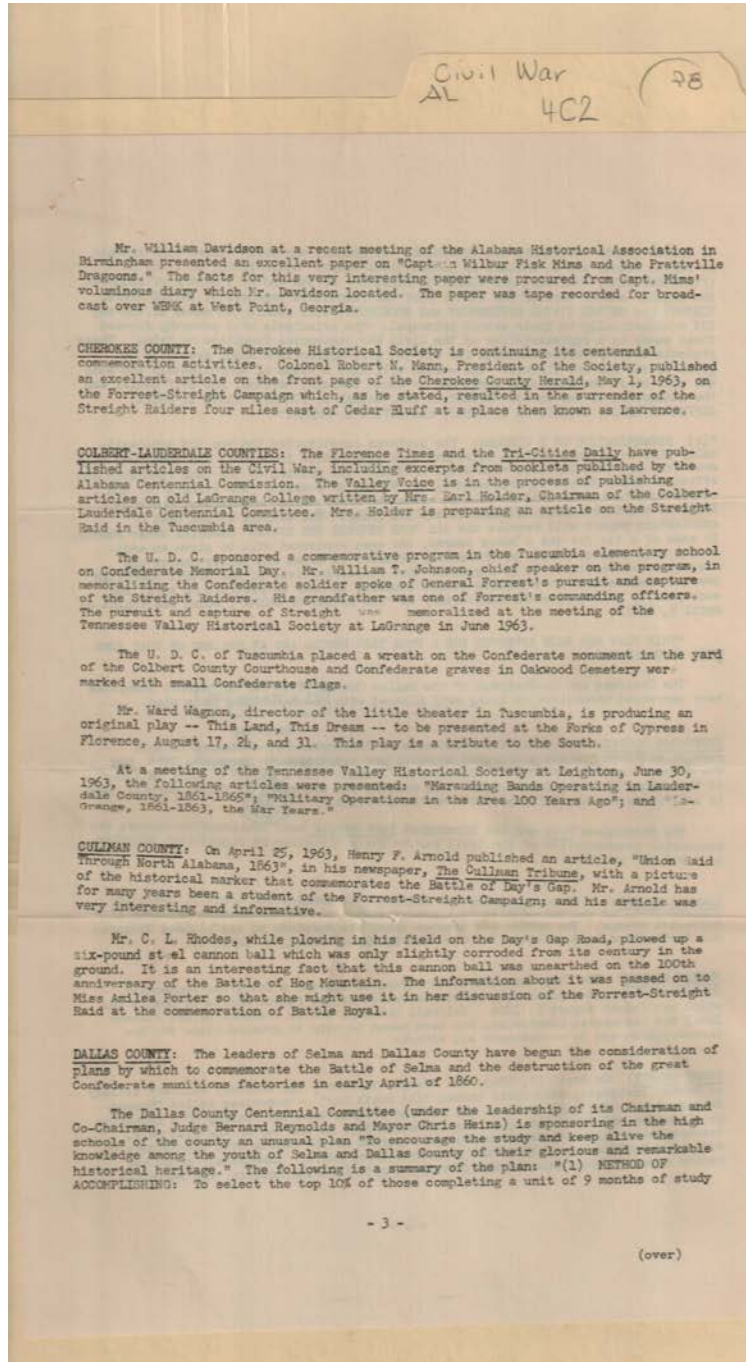 Civil War
AL
4C2
PB
Mr. William Davidson at a recent meeting of the Alabama Historical Association in
Birmingham presented an excellent paper on "Captain Wilbur Fisk Mims and the Prattville
Dragoons." The facts for this very interesting paper were procured from Capt. Mims'
voluminous diary which Mr. Davidson located. The paper was tape recorded for broad-
cast over WBMK at West Point, Georgia.
CHEROKEE COUNTY: The Cherokee Historical Society is continuing its centennial
commemoration activities. Colonel Robert N. Mann, President of the Society, published
an excellent article on the front page of the Cherokee County Herald, May 1, 1963, on
the Forrest-Streight Campaign which, as he stated, resulted in the surrender of the
Streight Raiders four miles east of Cedar Bluff at a place then known as Lawrence.
COLBERT-LAUDERDALE COUNTIES: The Florence Times and the Tri-Cities Daily have pub-
lished articles on the Civil War, including excerpts from booklets published by the
Alabama Centennial Commission. The Valley Voice is in the process of publishing
articles on old LaGrange College written by Mrs. Earl Holder, Chairman of the Colbert-
Lauderdale Centennial Committee. Mrs. Holder is preparing an article on the Streight
Raid in the Tuscumbia area.
The U. D. C. sponsored a commemorative program in the Tuscumbia elementary school
on Confederate Memorial Day. Mr. William T. Johnson, chief speaker on the program, in
memoralizing the Confederate soldier spoke of General Forrest's pursuit and capture
of the Streight Raiders. His grandfather was one of Forrest's commanding officers.
The pursuit and capture of Streight was memoralized at the meeting of the
Tennessee Valley Historical Society at LaGrange in June 1963.
The U. D. C. of Tuscumbia placed a wreath on the Confederate monument in the yard
of the Colbert County Courthouse and Confederate graves in Oakwood Cemetery wer
marked with small Confederate flags.
Mr. Ward Wagnon, director of the little theater in Tuscumbia, is producing an
original play -- This Land, This Dream -- to be presented at the Forks of Cypress in
Florence, August 17, 24, and 31. This play is a tribute to the South.
At a meeting of the Tennessee Valley Historical Society at Leighton, June 30,
1963, the following articles were presented: "Marauding Bands Operating in Lauder-
dale County, 1861-1865"; "Military Operations in the Area 100 Years Ago"; and "La-
Grange, 1861-1863, the War Years."
CULLMAN COUNTY: On April 25, 1963, Henry F. Arnold published an article, "Union Raid
Through North Alabama, 1863", in his newspaper, The Cullman Tribune, with a picture
of the historical marker that commemorates the Battle of Day's Gap. Mr. Arnold has
for many years been a student of the Forrest-Streight Campaign; and his article was
very interesting and informative.
Mr. C. L. Rhodes, while plowing in his field on the Day's Gap Road, plowed up a
six-pound steel cannon ball which was only slightly corroded from its century in the
ground. It is an interesting fact that this cannon ball was unearthed on the 100th
anniversary of the Battle of Hog Mountain. The information about it was passed on to
Miss Amilea Porter so that she might use it in her discussion of the Forrest-Streight
Raid at the commemoration of Battle Royal.
DALLAS COUNTY: The leaders of Selma and Dallas County have begun the consideration of
plans by which to commemorate the Battle of Selma and the destruction of the great
Confederate munitions factories in early April of 1860.
The Dallas County Centennial Committee (under the leadership of its Chairman and
Co-Chairman, Judge Bernard Reynolds and Mayor Chris Heinz) is sponsoring in the high
schools of the county an unusual plan "To encourage the study and keep alive the
knowledge among the youth of Selma and Dallas County of their glorious and remarkable
historical heritage." The following is a summary of the plan: "(1) METHOD OF
ACCOMPLISHING: To select the top 10% of those completing a unit of 9 months of study
- 3 -
(over)